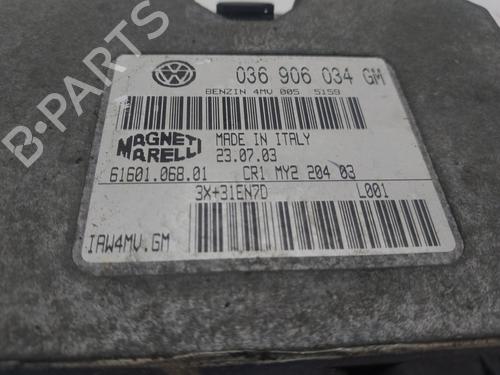 B-Parts
036 906 034 GM
BENZIN 4MV 005 5159
MAGNETI MARELLI
MADE IN ITALY
23.07.03
61601.068.01 CR1 MY2 204 03
3X+31EN7D L001
IAW4MV.GM